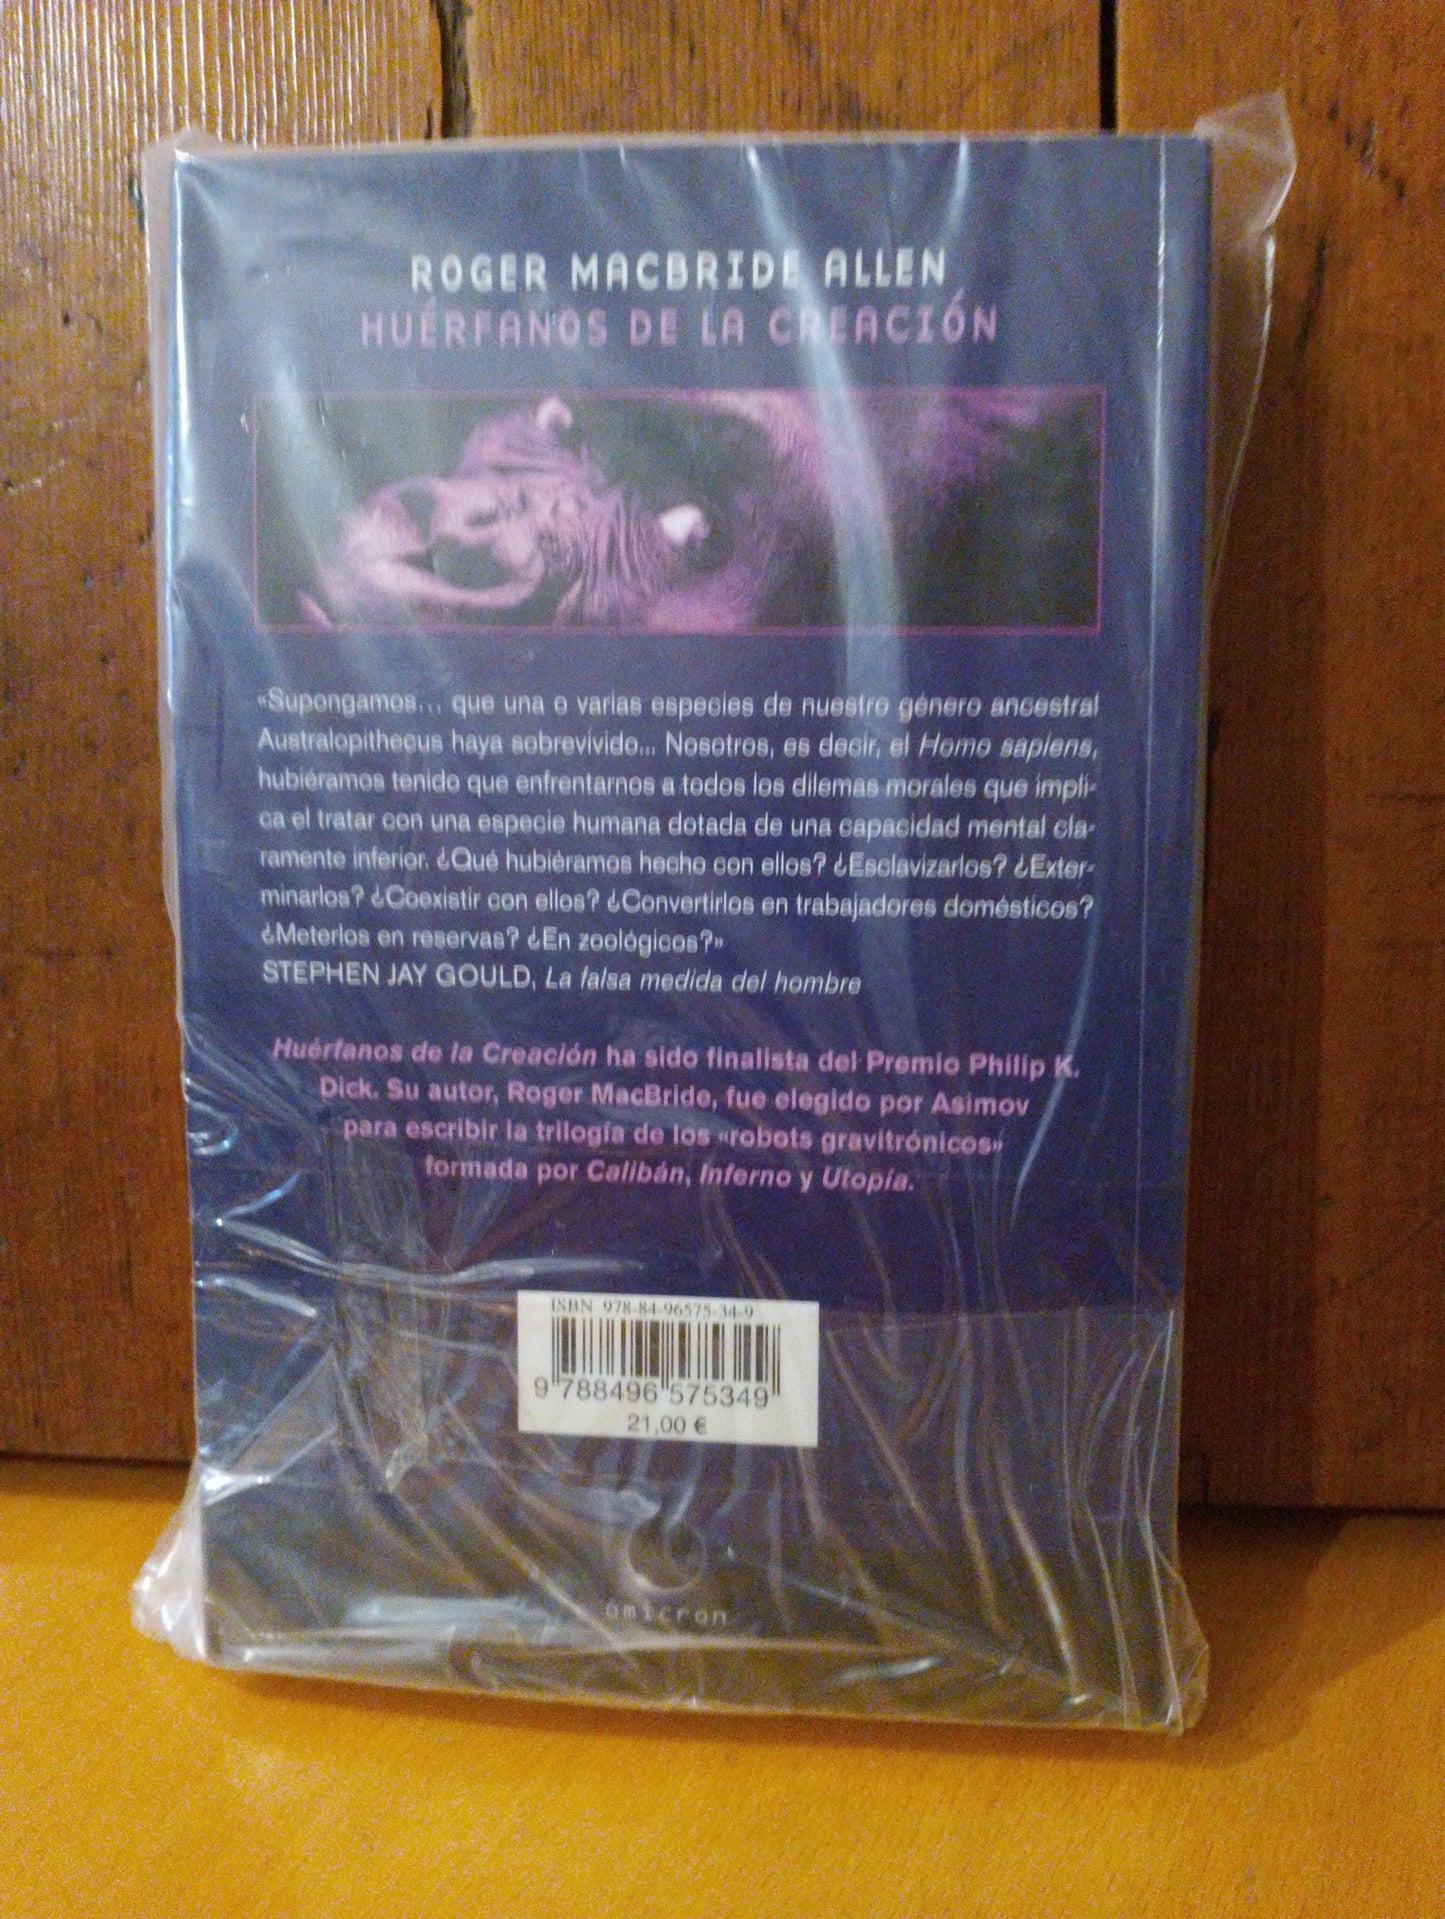 ROGER MACBRIDE ALLEN
HUÉRFANOS DE LA CREACIÓN
«Supongamos... que una o varias especies de nuestro género ancestral
Australopithecus haya sobrevivido... Nosotros, es decir, el Homo sapiens,
hubiéramos tenido que enfrentarnos a todos los dilemas morales que impli-
ca el tratar con una especie humana dotada de una capacidad mental cla-
ramente inferior. ¿Qué hubiéramos hecho con ellos? ¿Esclavizarlos? ¿Exter-
minarlos? ¿Coexistir con ellos? ¿Convertirlos en trabajadores domésticos?
¿Meterlos en reservas? ¿En zoológicos?»
STEPHEN JAY GOULD, La falsa medida del hombre
Huérfanos de la Creación ha sido finalista del Premio Philip K.
Dick. Su autor, Roger MacBride, fue elegido por Asimov
para escribir la trilogía de los «robots gravitrónicos»
formada por Calibán, Inferno y Utopía.
ISBN 978-84-96575-34-9
9 788496 575349
21,00 €
omicron